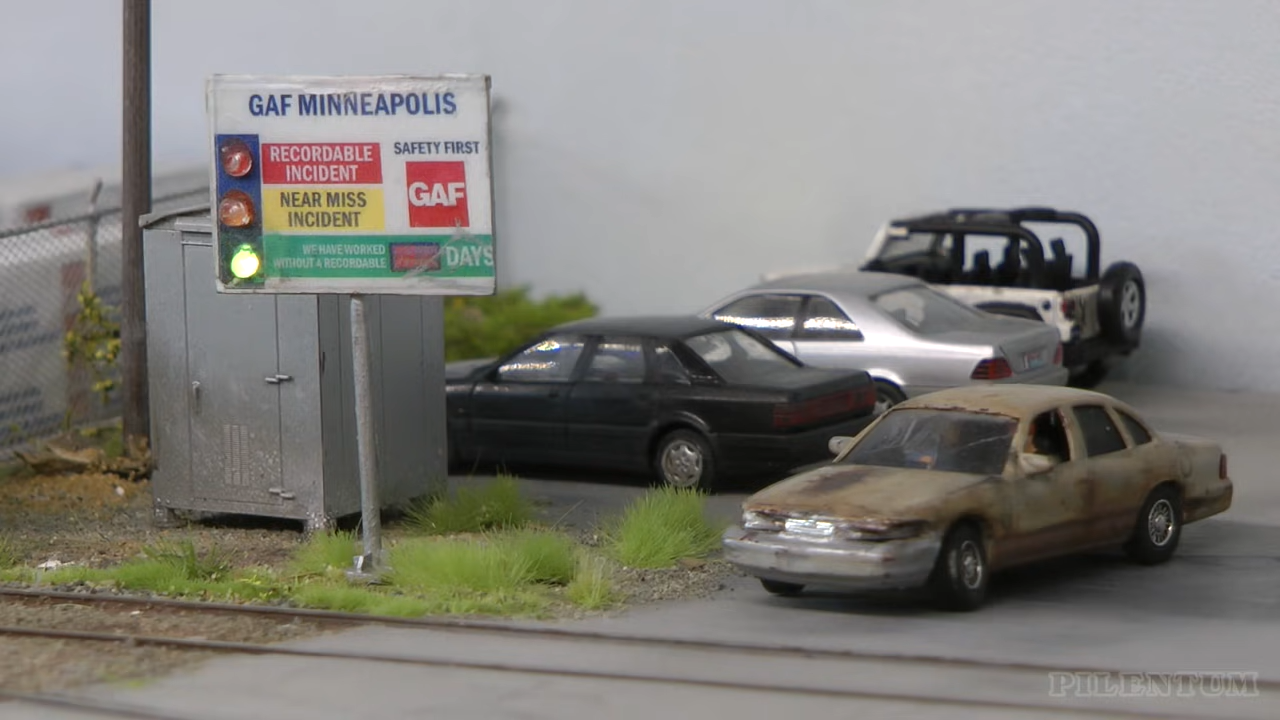 GAF MINNEAPOLIS
RECORDABLE
INCIDENT
NEAR MISS
INCIDENT
SAFETY FIRST
GAF
WE HAVE WORKED
WITHOUT A RECORDABLE
DAYS
PILENTUM